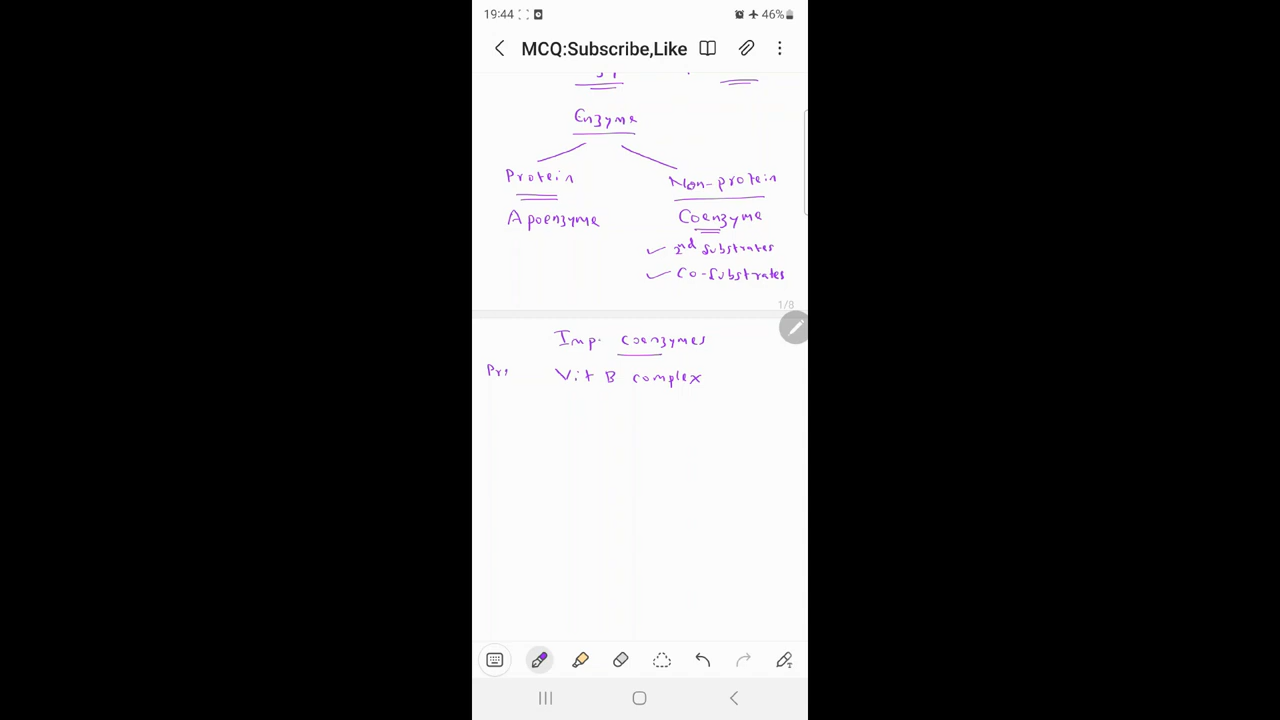 19:44 46%
MCQ:Subscribe,Like
Enzyme
Protein Non-protein
Apoenzyme Coenzyme
2nd substrates
Co-substrates
1/8
Imp. coenzymes
Vit B complex